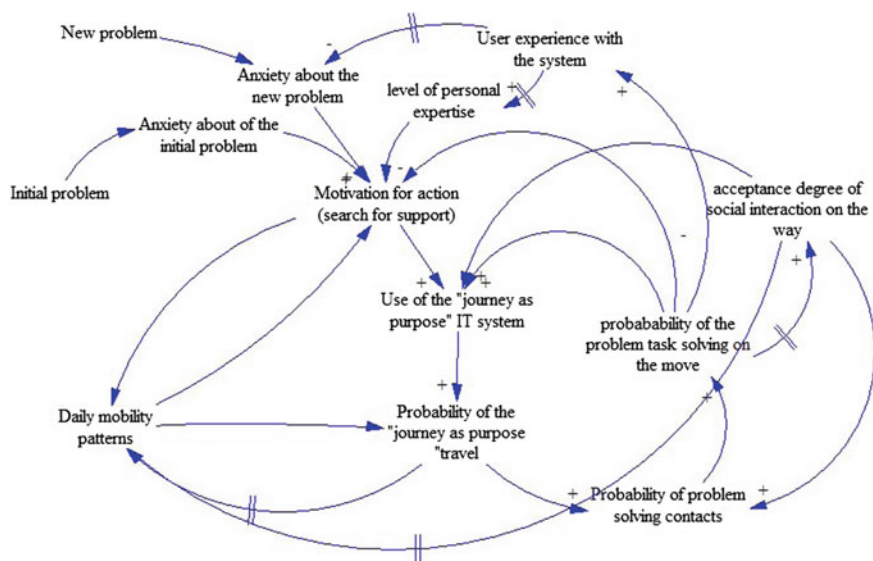 New problem
User experience with
the system
Anxiety about the
new problem
level of personal
expertise
Anxiety about of the
initial problem
Initial problem
Motivation for action
(search for support)
acceptance degree of
social interaction on the
way
Use of the "journey as
purpose" IT system
probabability of the
problem task solving on
the move
Daily mobility
patterns
Probability of the
"journey as purpose
"travel
Probability of problem
solving contacts